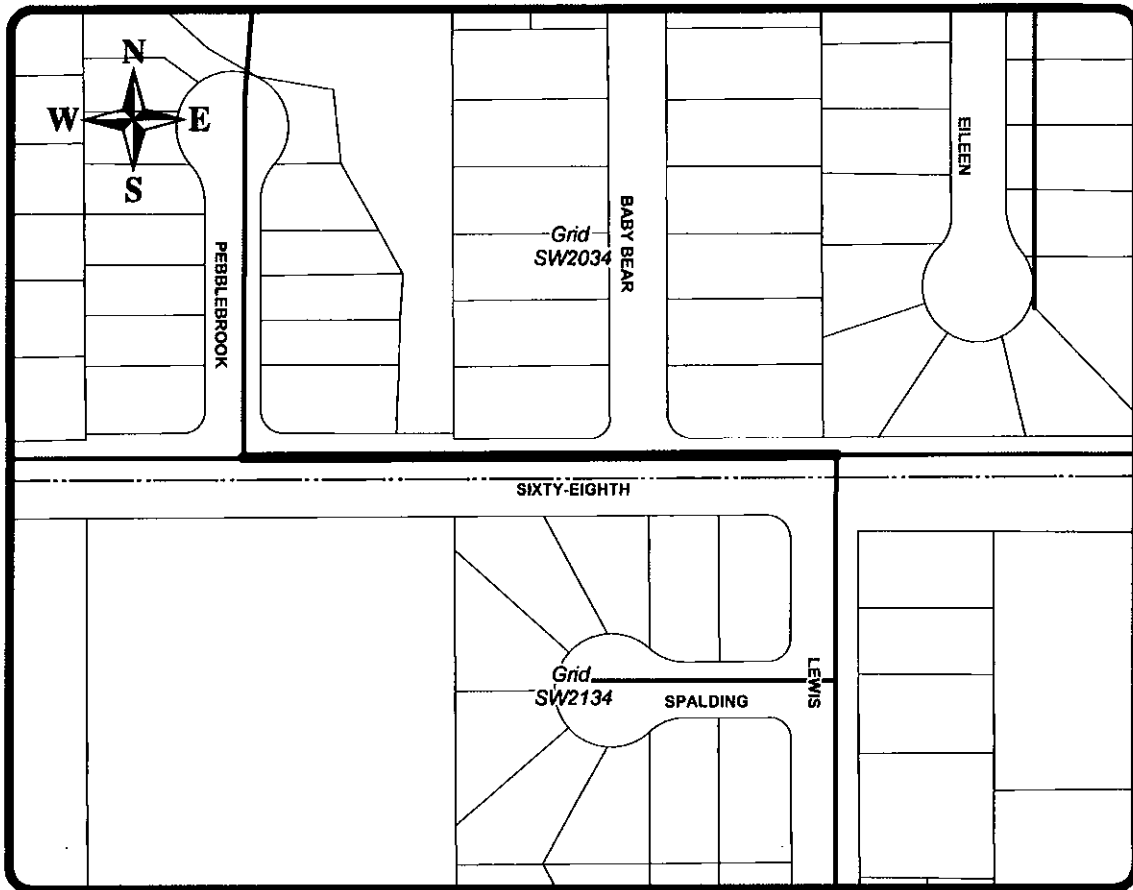 N
W
E
S
PEBBLEBROOK
Grid
SW2034
BABY BEAR
EILEEN
SIXTY-EIGHTH
Grid
SW2134
SPALDING
LEWIS